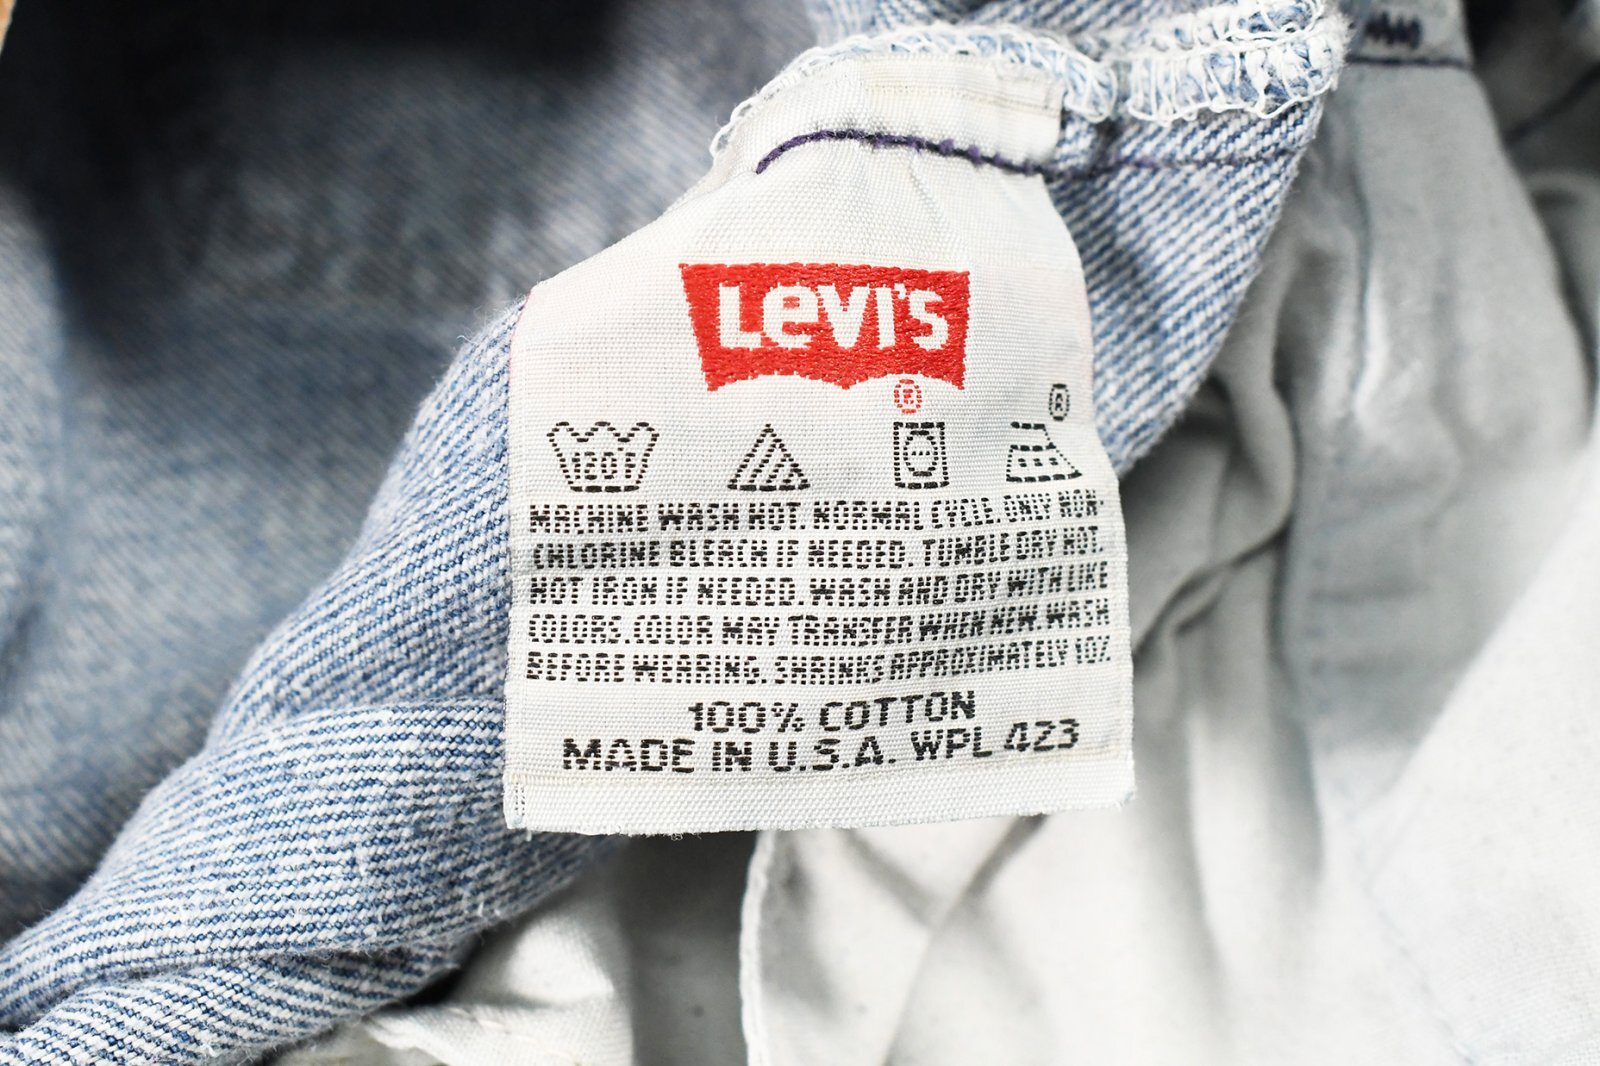 Levi's
®
®
120F
MACHINE WASH HOT. NORMAL CYCLE. ONLY NON-
CHLORINE BLEACH IF NEEDED. TUMBLE DRY HOT.
HOT IRON IF NEEDED. WASH AND DRY WITH LIKE
COLORS. COLOR MAY TRANSFER WHEN NEW. WASH
BEFORE WEARING. SHRINKS APPROXIMATELY 10%
100% COTTON
MADE IN U.S.A. WPL 423